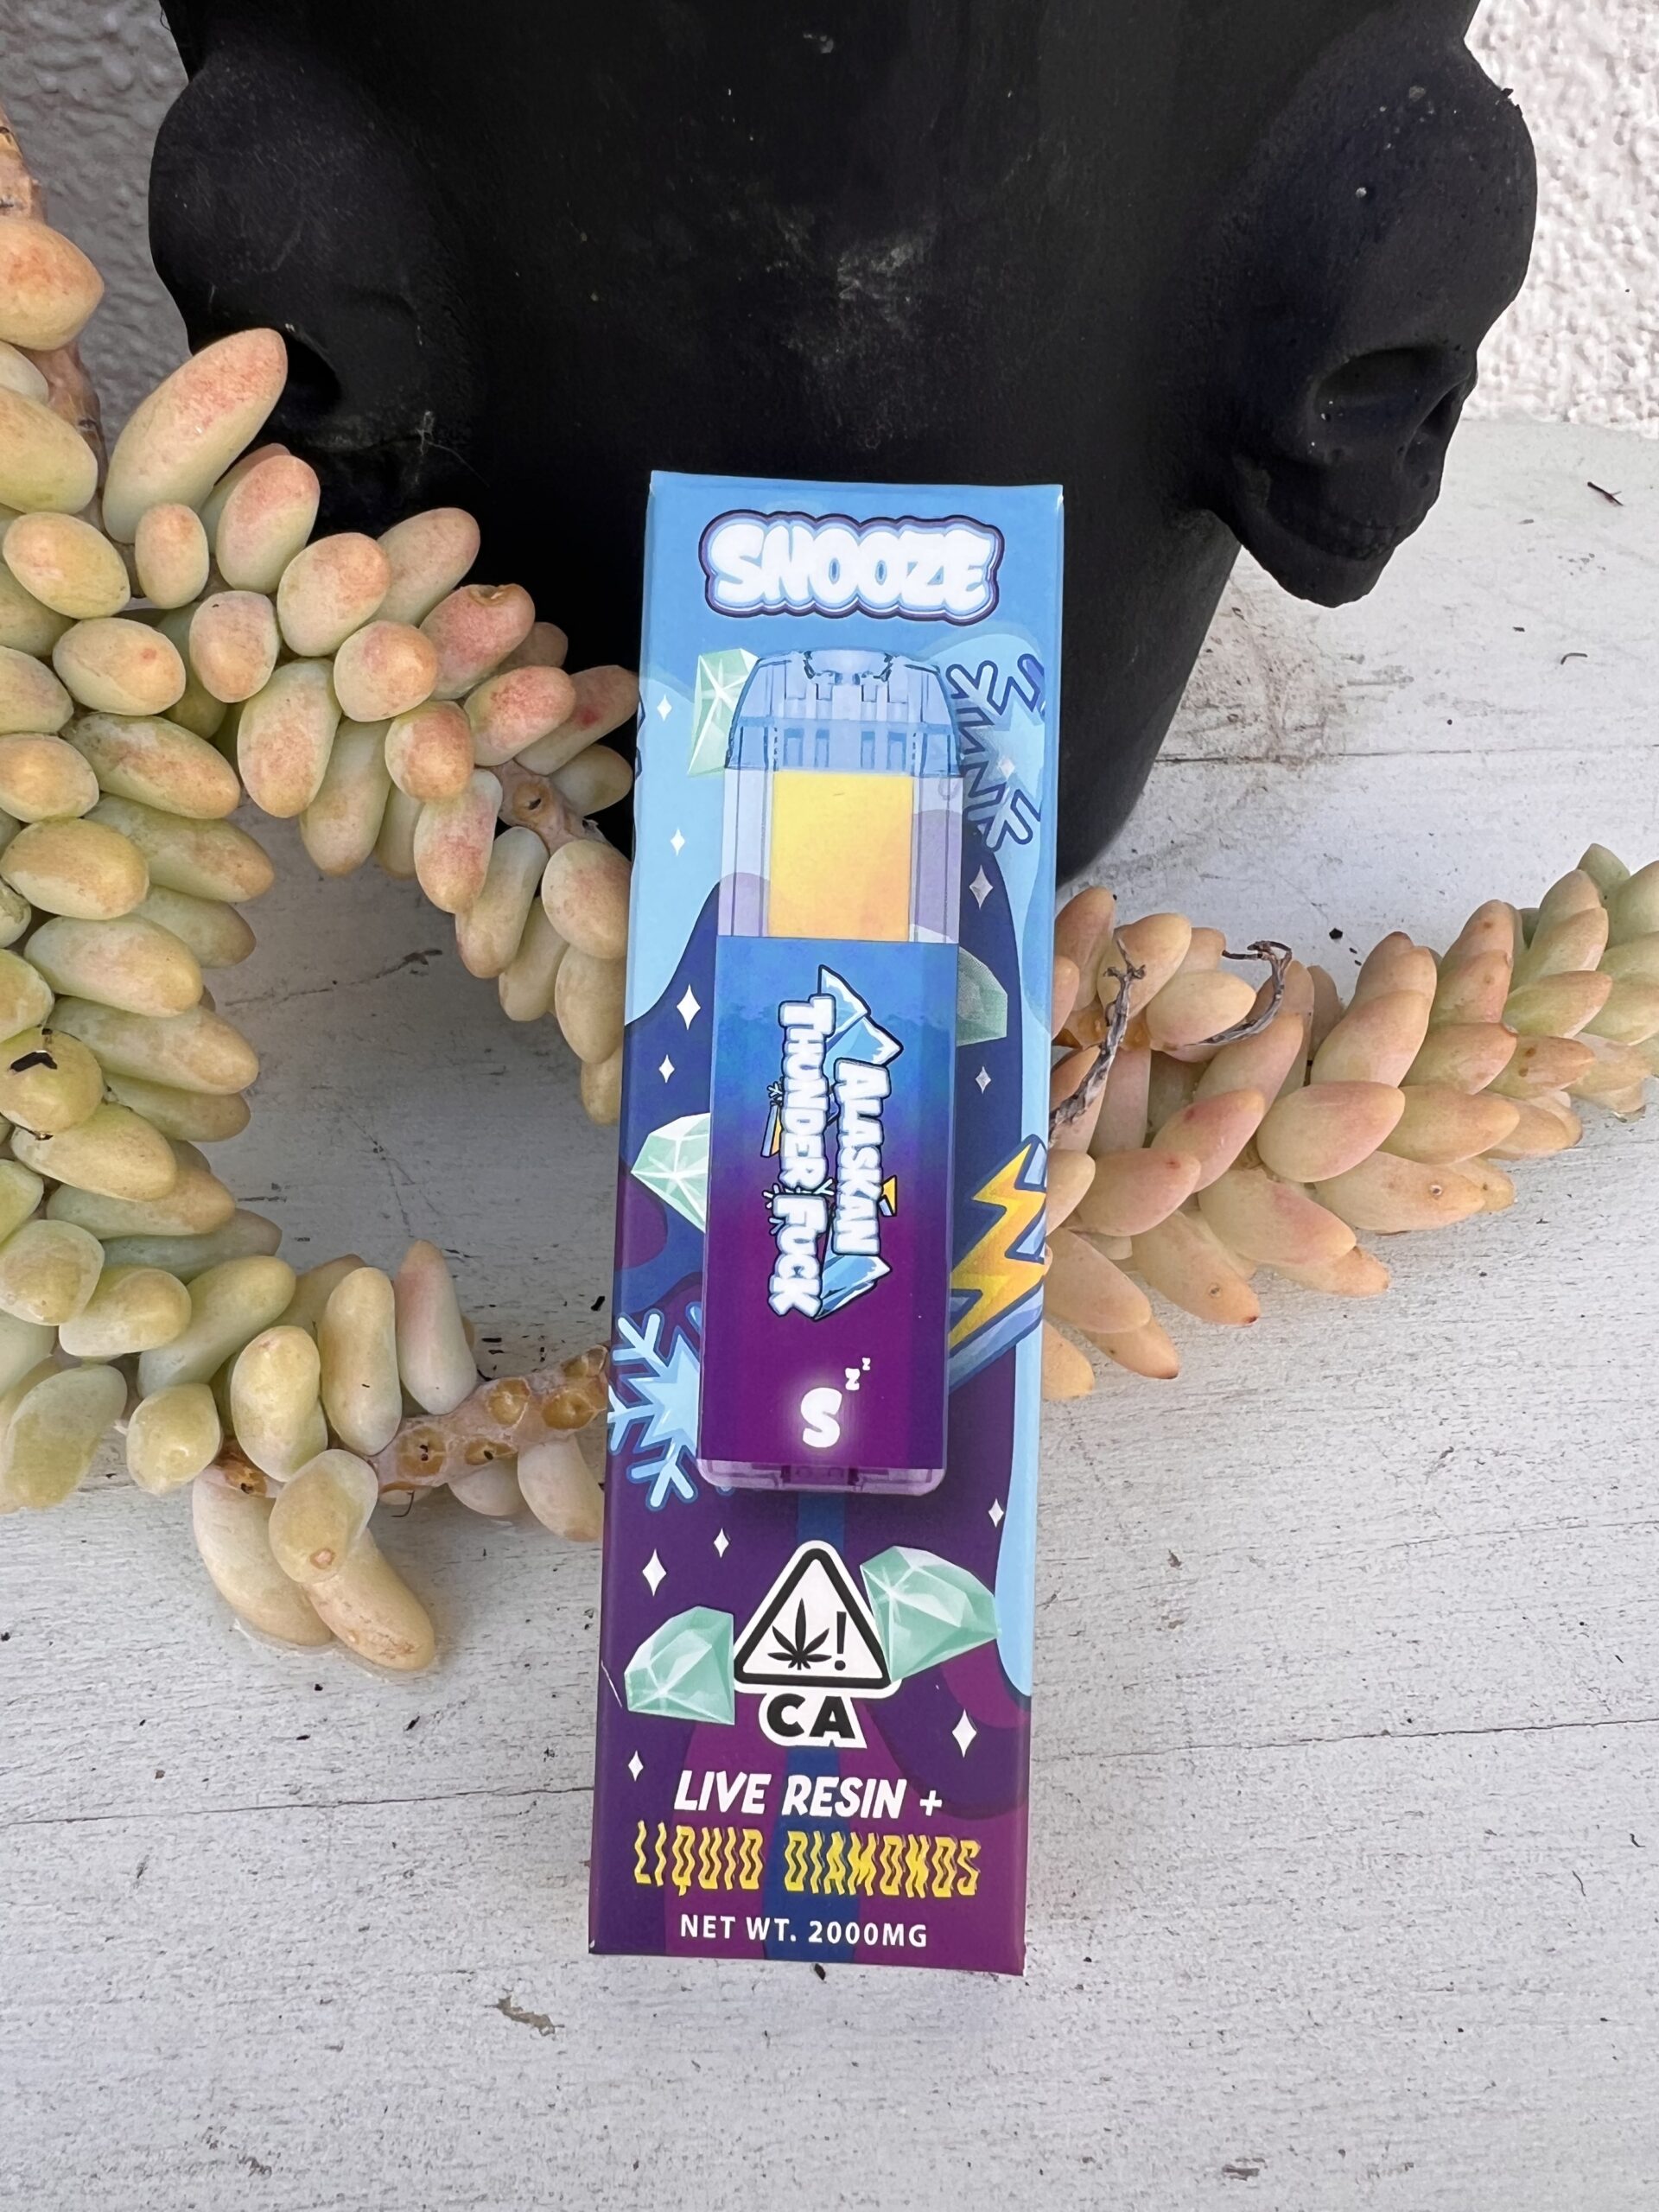 SNOOZE
ALASKAN
THUNDER FUCK
S z z
!
CA
LIVE RESIN +
LIQUID DIAMONDS
NET WT. 2000MG